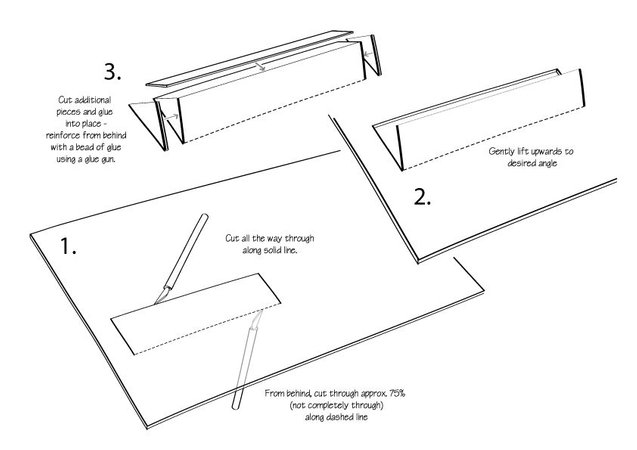 3.
Cut additional
pieces and glue
into place -
reinforce from behind
with a bead of glue
using a glue gun.
Gently lift upwards to
desired angle
2.
1.
Cut all the way through
along solid line.
From behind, cut through approx. 75%
(not completely through)
along dashed line